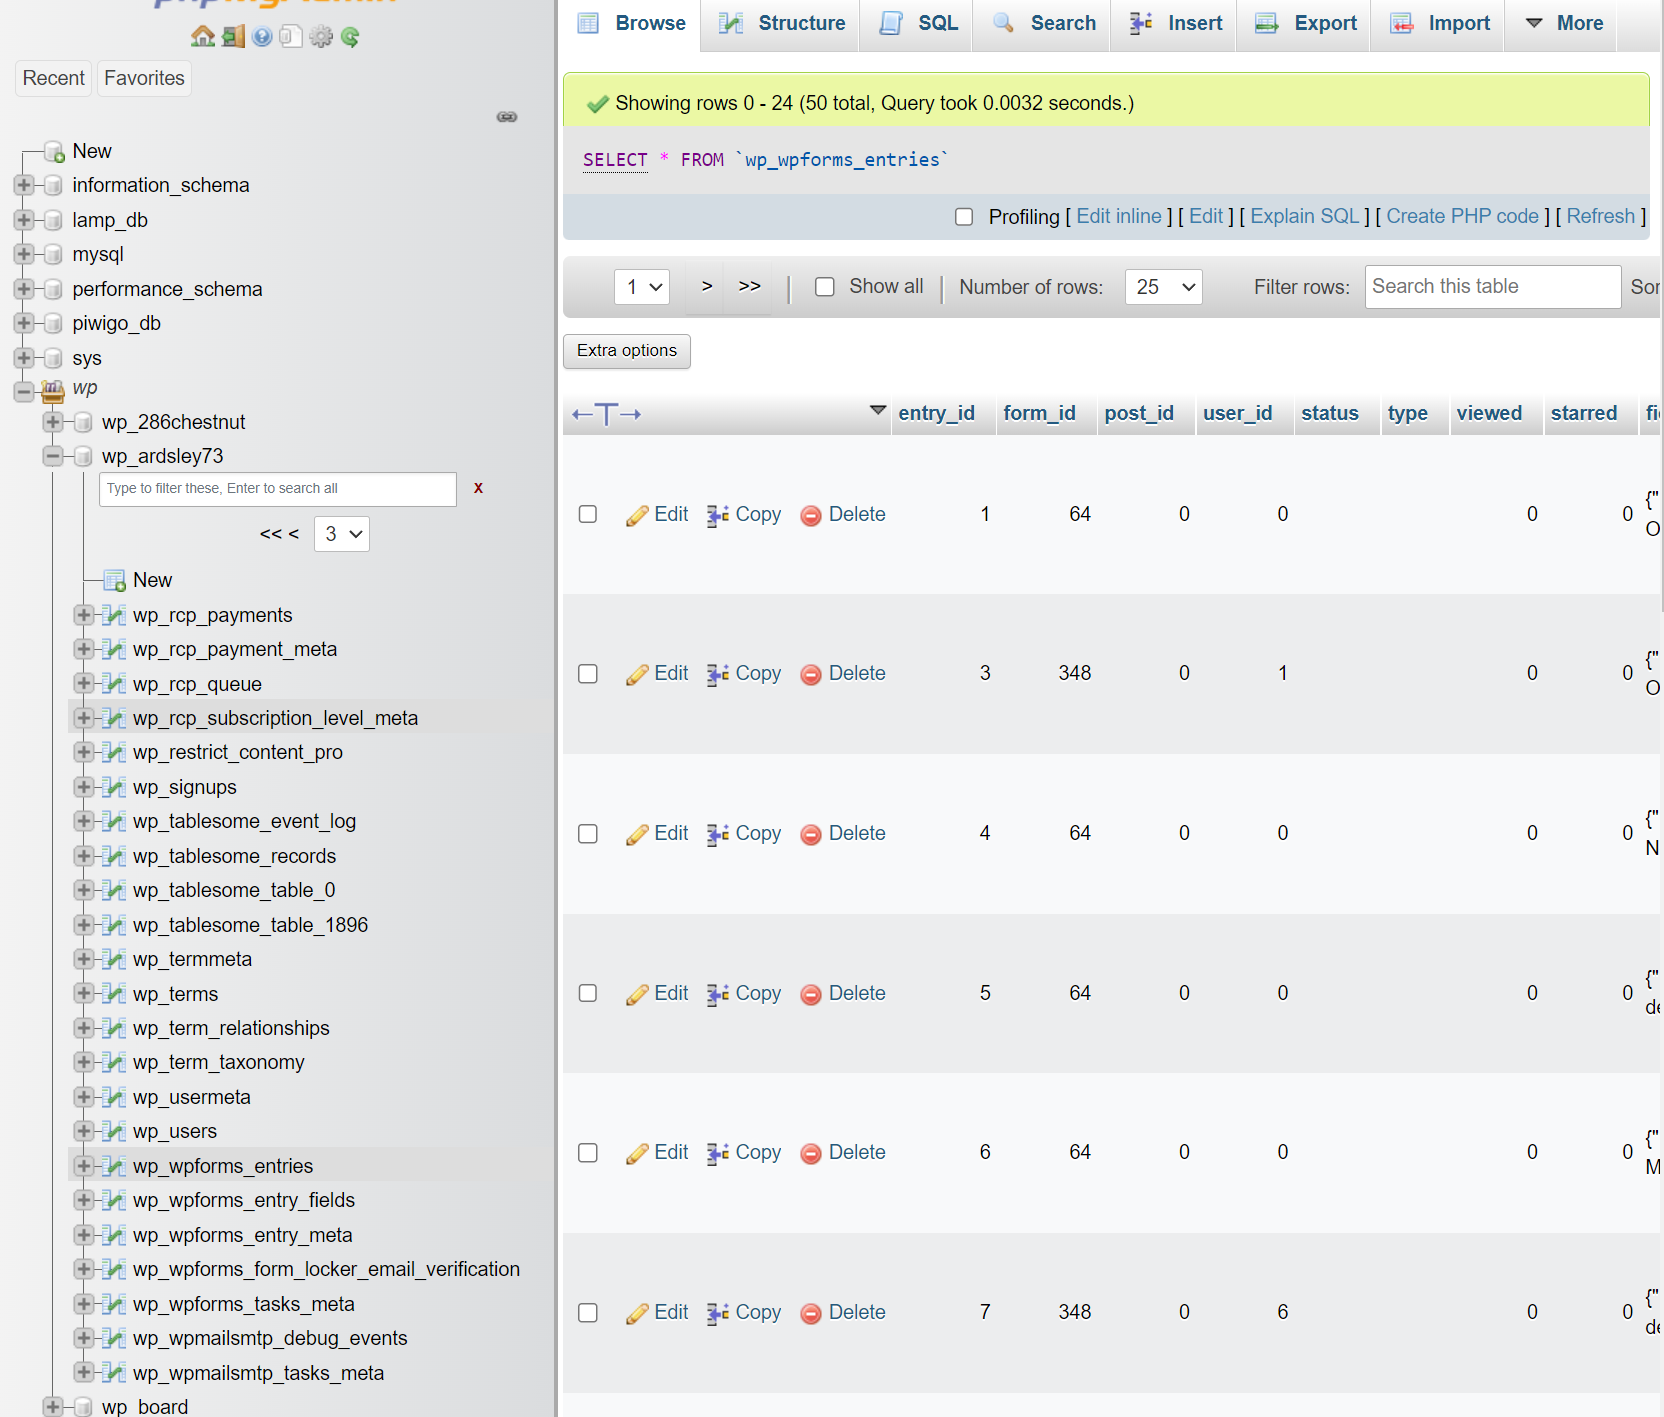 phpMyAdmin
Recent Favorites
New
information_schema
lamp_db
mysql
performance_schema
piwigo_db
sys
wp
wp_286chestnut
wp_ardsley73
Type to filter these, Enter to search all X
<< < 3
New
wp_rcp_payments
wp_rcp_payment_meta
wp_rcp_queue
wp_rcp_subscription_level_meta
wp_restrict_content_pro
wp_signups
wp_tablesome_event_log
wp_tablesome_records
wp_tablesome_table_0
wp_tablesome_table_1896
wp_termmeta
wp_terms
wp_term_relationships
wp_term_taxonomy
wp_usermeta
wp_users
wp_wpforms_entries
wp_wpforms_entry_fields
wp_wpforms_entry_meta
wp_wpforms_form_locker_email_verification
wp_wpforms_tasks_meta
wp_wpmailsmtp_debug_events
wp_wpmailsmtp_tasks_meta
wp_board
Browse Structure SQL Search Insert Export Import More
Showing rows 0 - 24 (50 total, Query took 0.0032 seconds.)
SELECT * FROM `wp_wpforms_entries`
Profiling [ Edit inline ] [ Edit ] [ Explain SQL ] [ Create PHP code ] [ Refresh ]
1 > >> | Show all | Number of rows: 25 Filter rows: Search this table Sor
Extra options
←T→ entry_id form_id post_id user_id status type viewed starred fi
Edit Copy Delete 1 64 0 0 0 0 {"
O
Edit Copy Delete 3 348 0 1 0 0 {"
O
Edit Copy Delete 4 64 0 0 0 0 {"
N
Edit Copy Delete 5 64 0 0 0 0 {"
de
Edit Copy Delete 6 64 0 0 0 0 {"
M
Edit Copy Delete 7 348 0 6 0 0 {"
de